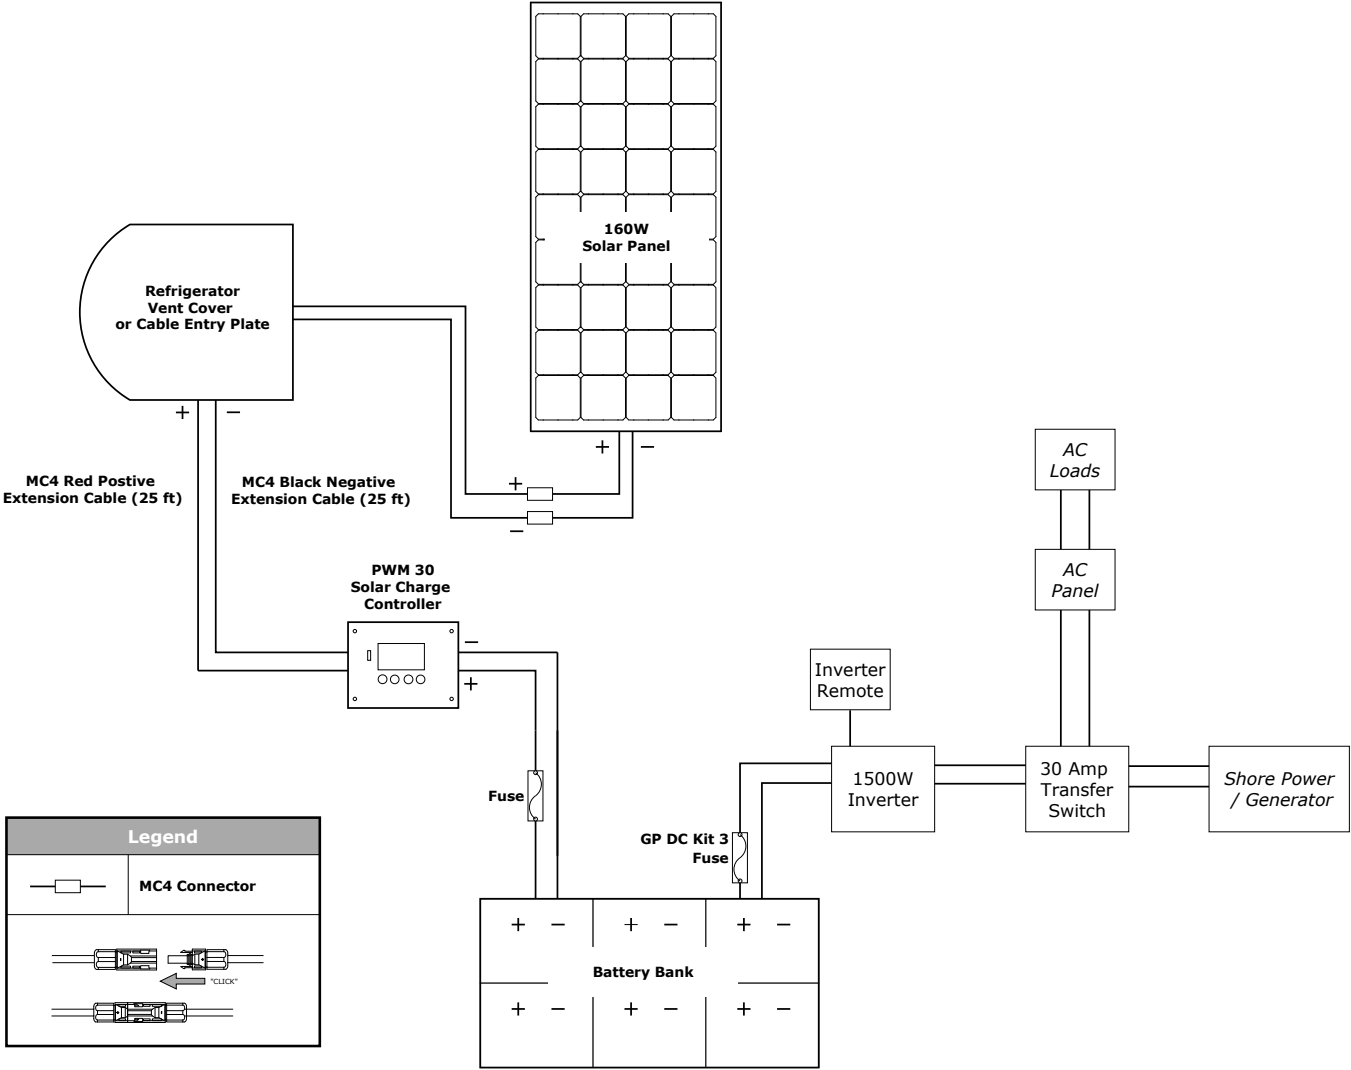 160W
Solar Panel
Refrigerator
Vent Cover
or Cable Entry Plate
+ −
+ −
MC4 Red Postive
Extension Cable (25 ft)
MC4 Black Negative
Extension Cable (25 ft)
+
−
PWM 30
Solar Charge
Controller
−
+
AC
Loads
AC
Panel
Inverter
Remote
1500W
Inverter
30 Amp
Transfer
Switch
Shore Power
/ Generator
Fuse
GP DC Kit 3
Fuse
+ − + − + −
Battery Bank
+ − + − + −
Legend
MC4 Connector
"CLICK"